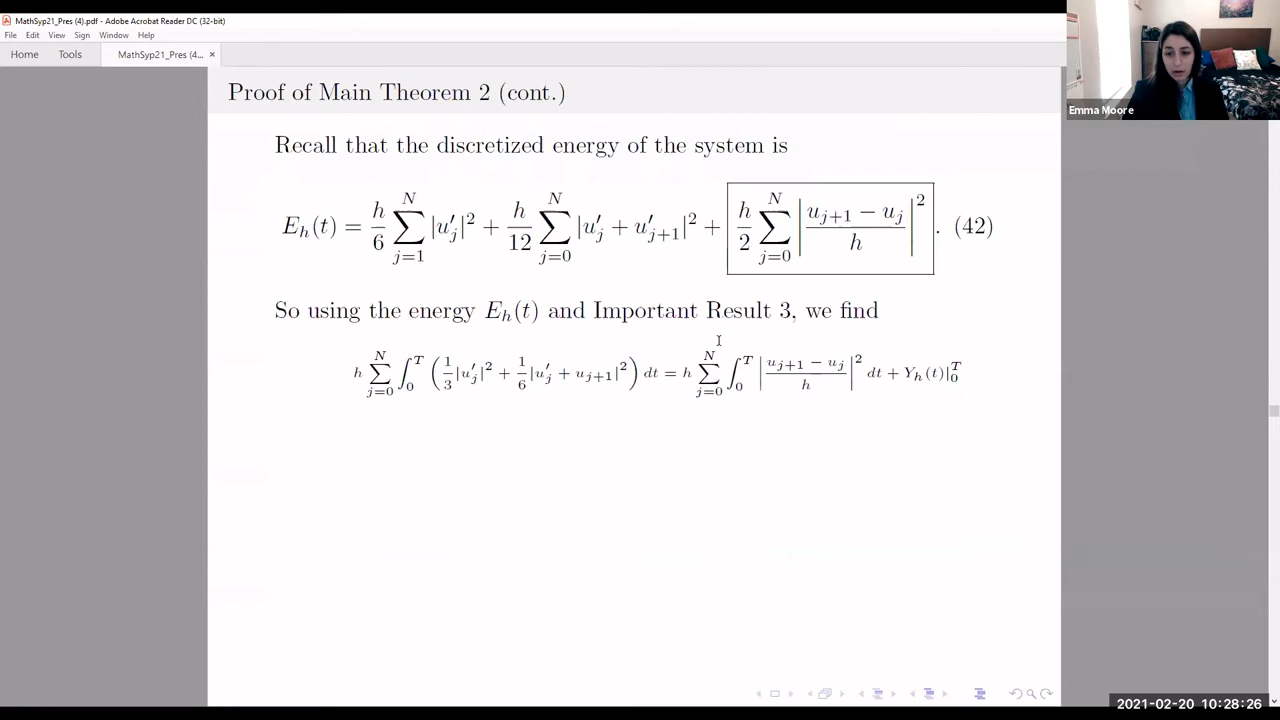 MathSyp21_Pres (4).pdf - Adobe Acrobat Reader DC (32-bit)
File Edit View Sign Window Help
Home Tools MathSyp21_Pres (4... ×
Emma Moore
Proof of Main Theorem 2 (cont.)
Recall that the discretized energy of the system is
E_h(t) = \frac{h}{6} \sum_{j=1}^{N} |u'_j|^2 + \frac{h}{12} \sum_{j=0}^{N} |u'_j + u'_{j+1}|^2 + \frac{h}{2} \sum_{j=0}^{N} \left| \frac{u_{j+1} - u_j}{h} \right|^2. (42)
So using the energy E_h(t) and Important Result 3, we find
h \sum_{j=0}^{N} \int_0^T \left( \frac{1}{3} |u'_j|^2 + \frac{1}{6} |u'_j + u_{j+1}|^2 \right) dt = h \sum_{j=0}^{N} \int_0^T \left| \frac{u_{j+1} - u_j}{h} \right|^2 dt + Y_h(t)|_0^T
2021-02-20 10:28:26